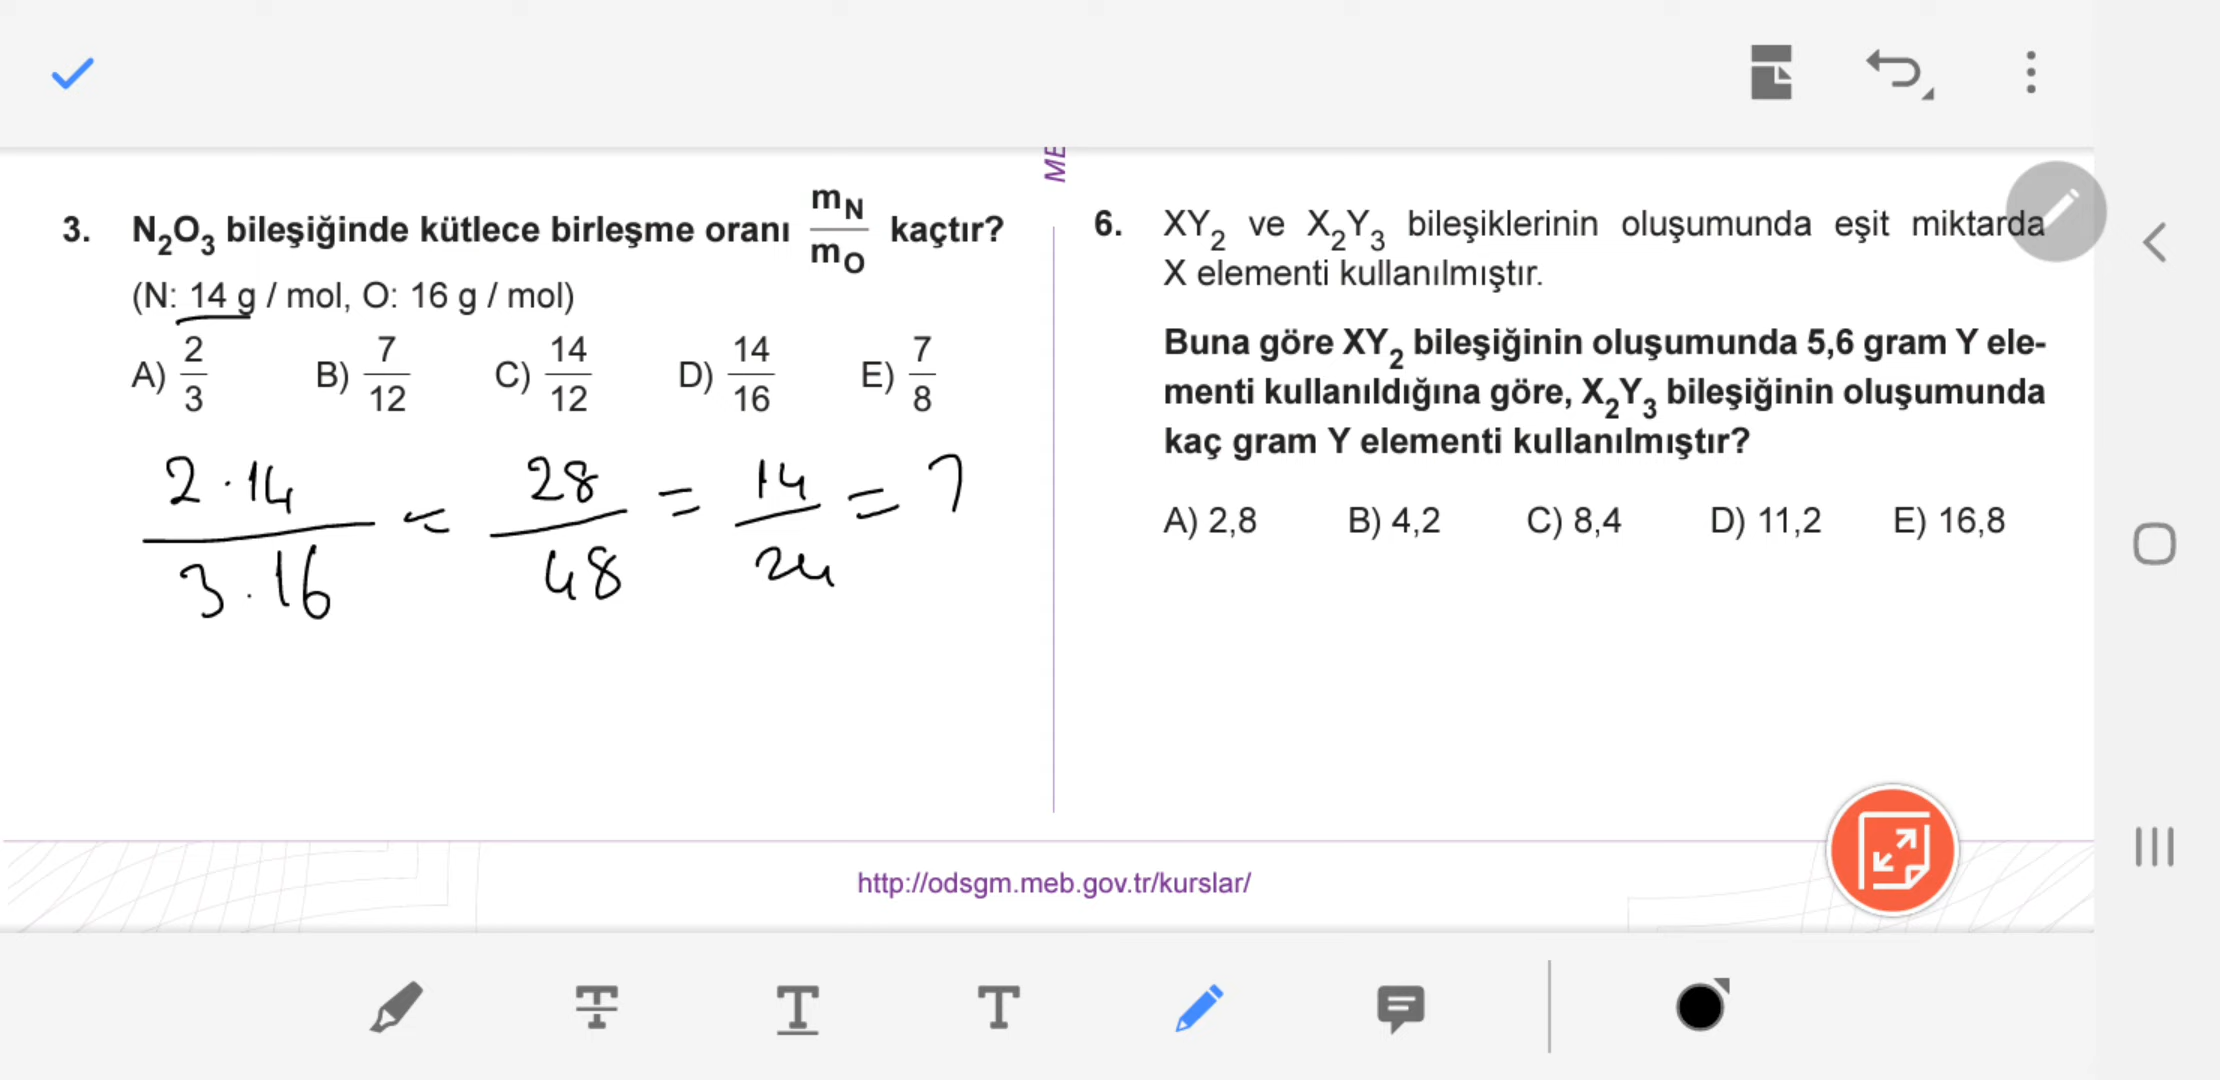 ME
3. N₂O₃ bileşiğinde kütlece birleşme oranı m_N / m_O kaçtır?
(N: 14 g / mol, O: 16 g / mol)
A) 2/3 B) 7/12 C) 14/12 D) 14/16 E) 7/8
2 · 14 / 3 · 16 = 28 / 48 = 14 / 24 = 7
6. XY₂ ve X₂Y₃ bileşiklerinin oluşumunda eşit miktarda
X elementi kullanılmıştır.
Buna göre XY₂ bileşiğinin oluşumunda 5,6 gram Y ele-
menti kullanıldığına göre, X₂Y₃ bileşiğinin oluşumunda
kaç gram Y elementi kullanılmıştır?
A) 2,8 B) 4,2 C) 8,4 D) 11,2 E) 16,8
http://odsgm.meb.gov.tr/kurslar/